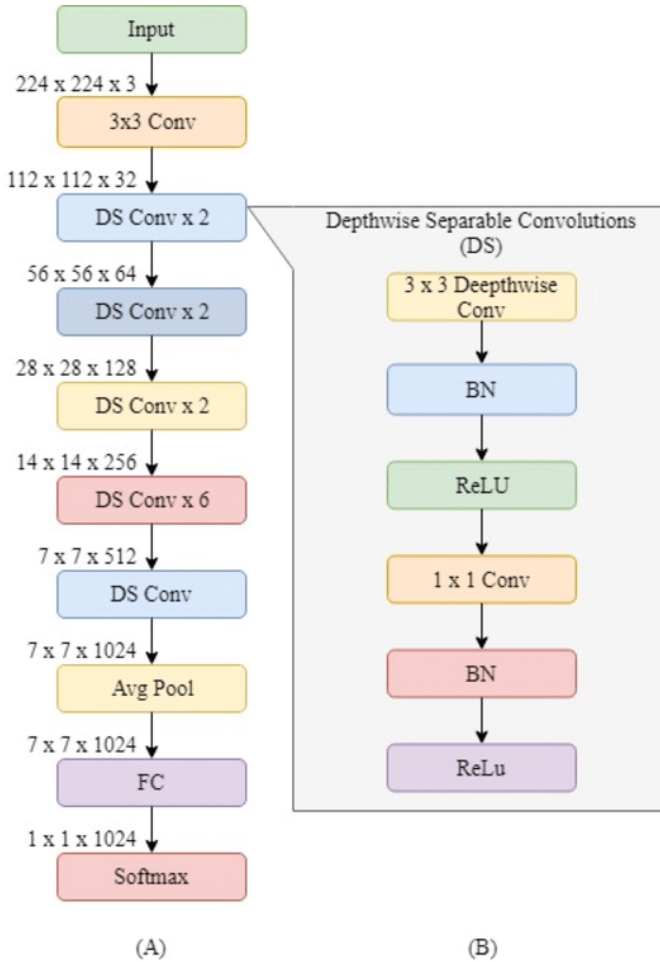 Input
224 x 224 x 3
3x3 Conv
112 x 112 x 32
DS Conv x 2
56 x 56 x 64
DS Conv x 2
28 x 28 x 128
DS Conv x 2
14 x 14 x 256
DS Conv x 6
7 x 7 x 512
DS Conv
7 x 7 x 1024
Avg Pool
7 x 7 x 1024
FC
1 x 1 x 1024
Softmax
(A)
Depthwise Separable Convolutions
(DS)
3 x 3 Deepthwise
Conv
BN
ReLU
1 x 1 Conv
BN
ReLu
(B)